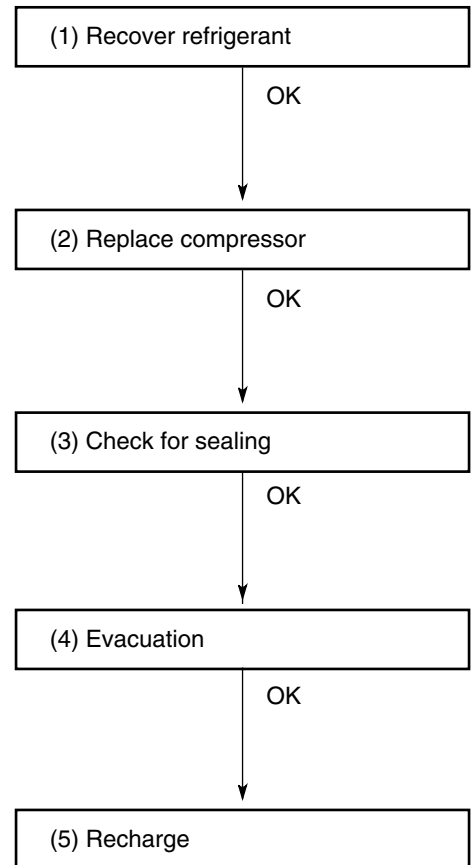 (1) Recover refrigerant
OK
(2) Replace compressor
OK
(3) Check for sealing
OK
(4) Evacuation
OK
(5) Recharge